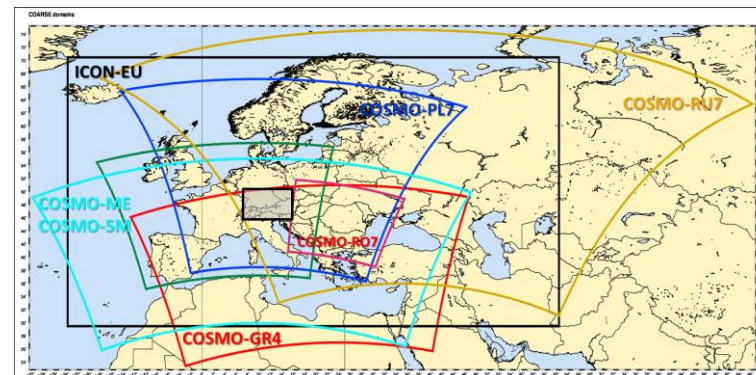 COARSE domains
ICON-EU
COSMO-PL7
COSMO-RU7
COSMO-ME
COSMO-5M
COSMO-RO7
COSMO-GR4